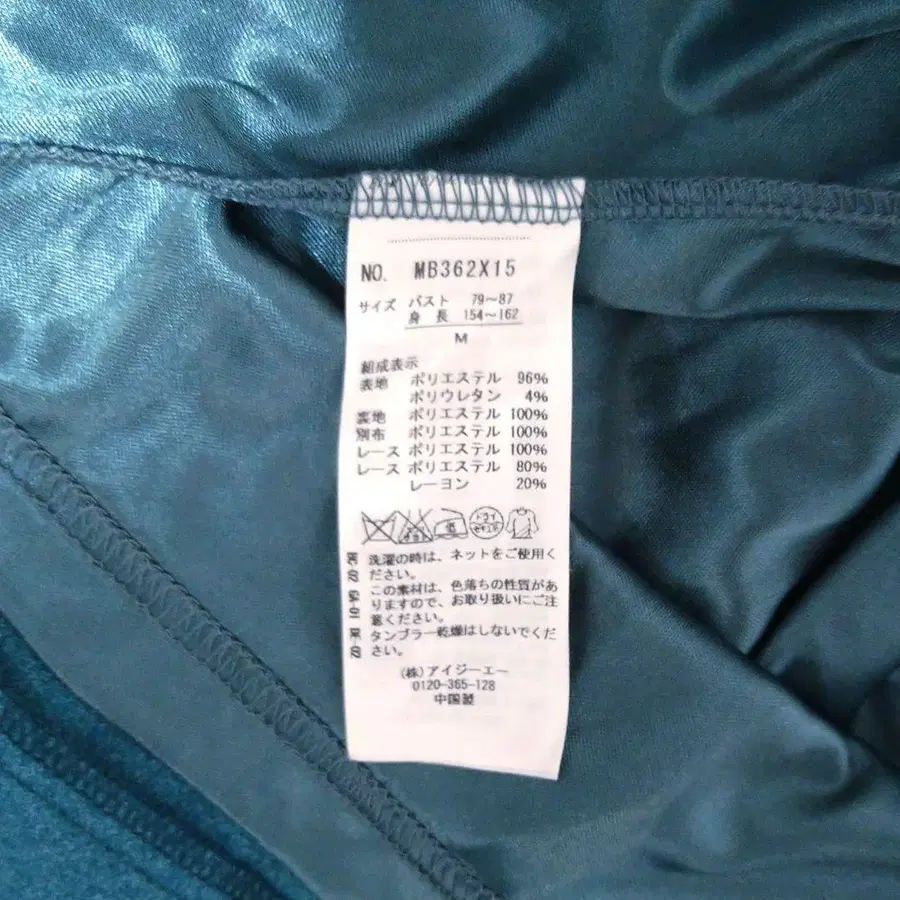 NO. MB362X15
サイズ バスト 79～87
身 長 154～162
M
組成表示
表地 ポリエステル 96%
ポリウレタン 4%
裏地 ポリエステル 100%
別布 ポリエステル 100%
レース ポリエステル 100%
レース ポリエステル 80%
レーヨン 20%
ドライ
セキユ系
洗濯の時は、ネットをご使用く
ださい。
この素材は、色落ちの性質があ
りますので、お取り扱いにご注
意ください。
タンブラー乾燥はしないでくだ
さい。
(株)アイジーエー
0120-365-128
中国製